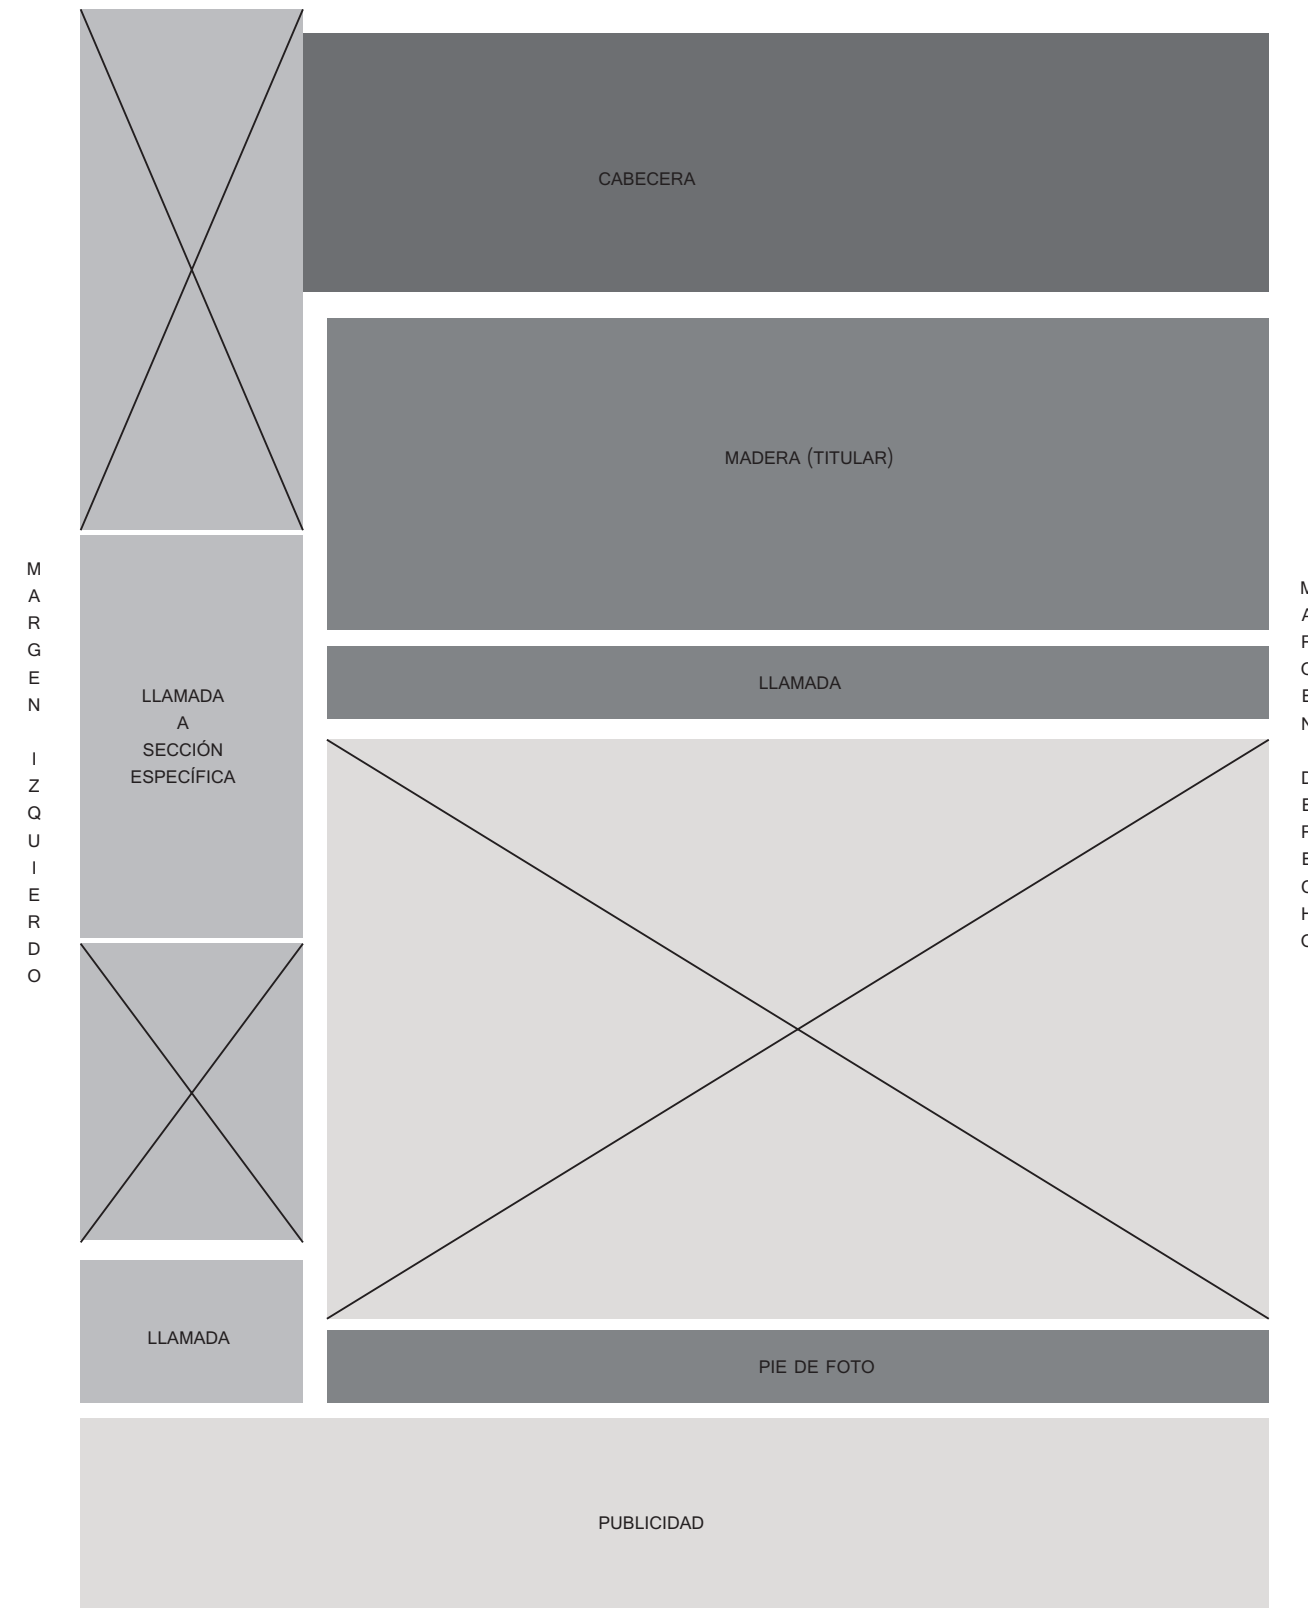 CABECERA
MADERA (TITULAR)
LLAMADA
M
A
R
G
E
N
I
Z
Q
U
I
E
R
D
O
LLAMADA
A
SECCIÓN
ESPECÍFICA
LLAMADA
PIE DE FOTO
PUBLICIDAD